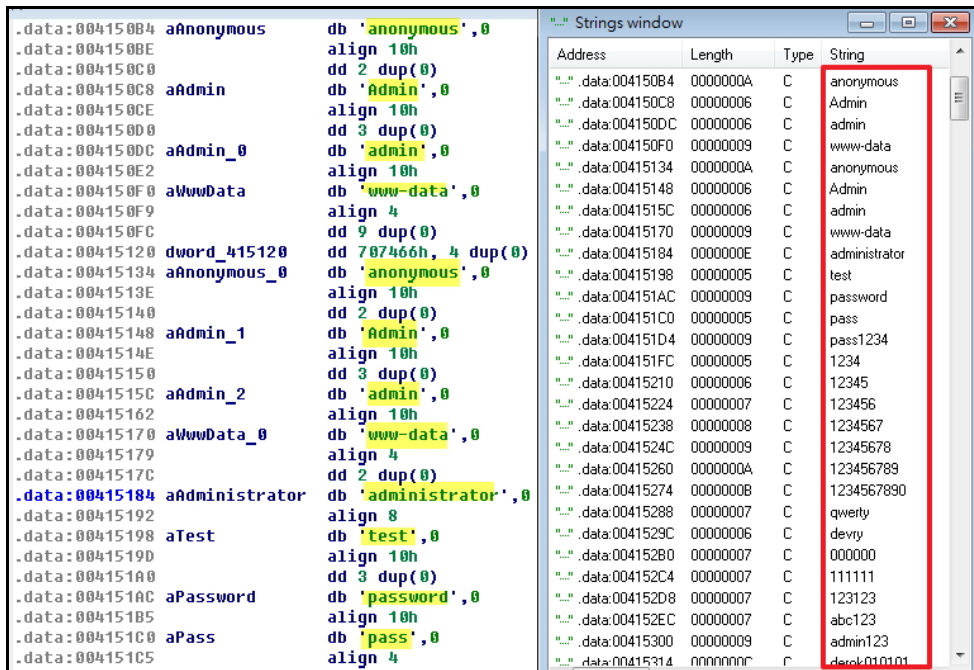 .data:004150B4 aAnonymous db 'anonymous',0
.data:004150BE align 10h
.data:004150C0 dd 2 dup(0)
.data:004150C8 aAdmin db 'Admin',0
.data:004150CE align 10h
.data:004150D0 dd 3 dup(0)
.data:004150DC aAdmin_0 db 'admin',0
.data:004150E2 align 10h
.data:004150F0 aWwwData db 'www-data',0
.data:004150F9 align 4
.data:004150FC dd 9 dup(0)
.data:00415120 dword_415120 dd 707466h, 4 dup(0)
.data:00415134 aAnonymous_0 db 'anonymous',0
.data:0041513E align 10h
.data:00415140 dd 2 dup(0)
.data:00415148 aAdmin_1 db 'Admin',0
.data:0041514E align 10h
.data:00415150 dd 3 dup(0)
.data:0041515C aAdmin_2 db 'admin',0
.data:00415162 align 10h
.data:00415170 aWwwData_0 db 'www-data',0
.data:00415179 align 4
.data:0041517C dd 2 dup(0)
.data:00415184 aAdministrator db 'administrator',0
.data:00415192 align 8
.data:00415198 aTest db 'test',0
.data:0041519D align 10h
.data:004151A0 dd 3 dup(0)
.data:004151AC aPassword db 'password',0
.data:004151B5 align 10h
.data:004151C0 aPass db 'pass',0
.data:004151C5 align 4
"..." Strings window
Address Length Type String
"..." .data:004150B4 0000000A C anonymous
"..." .data:004150C8 00000006 C Admin
"..." .data:004150DC 00000006 C admin
"..." .data:004150F0 00000009 C www-data
"..." .data:00415134 0000000A C anonymous
"..." .data:00415148 00000006 C Admin
"..." .data:0041515C 00000006 C admin
"..." .data:00415170 00000009 C www-data
"..." .data:00415184 0000000E C administrator
"..." .data:00415198 00000005 C test
"..." .data:004151AC 00000009 C password
"..." .data:004151C0 00000005 C pass
"..." .data:004151D4 00000009 C pass1234
"..." .data:004151FC 00000005 C 1234
"..." .data:00415210 00000006 C 12345
"..." .data:00415224 00000007 C 123456
"..." .data:00415238 00000008 C 1234567
"..." .data:0041524C 00000009 C 12345678
"..." .data:00415260 0000000A C 123456789
"..." .data:00415274 0000000B C 1234567890
"..." .data:00415288 00000007 C qwerty
"..." .data:0041529C 00000006 C devry
"..." .data:004152B0 00000007 C 000000
"..." .data:004152C4 00000007 C 111111
"..." .data:004152D8 00000007 C 123123
"..." .data:004152EC 00000007 C abc123
"..." .data:00415300 00000009 C admin123
"..." .data:00415314 0000000C C derok010101